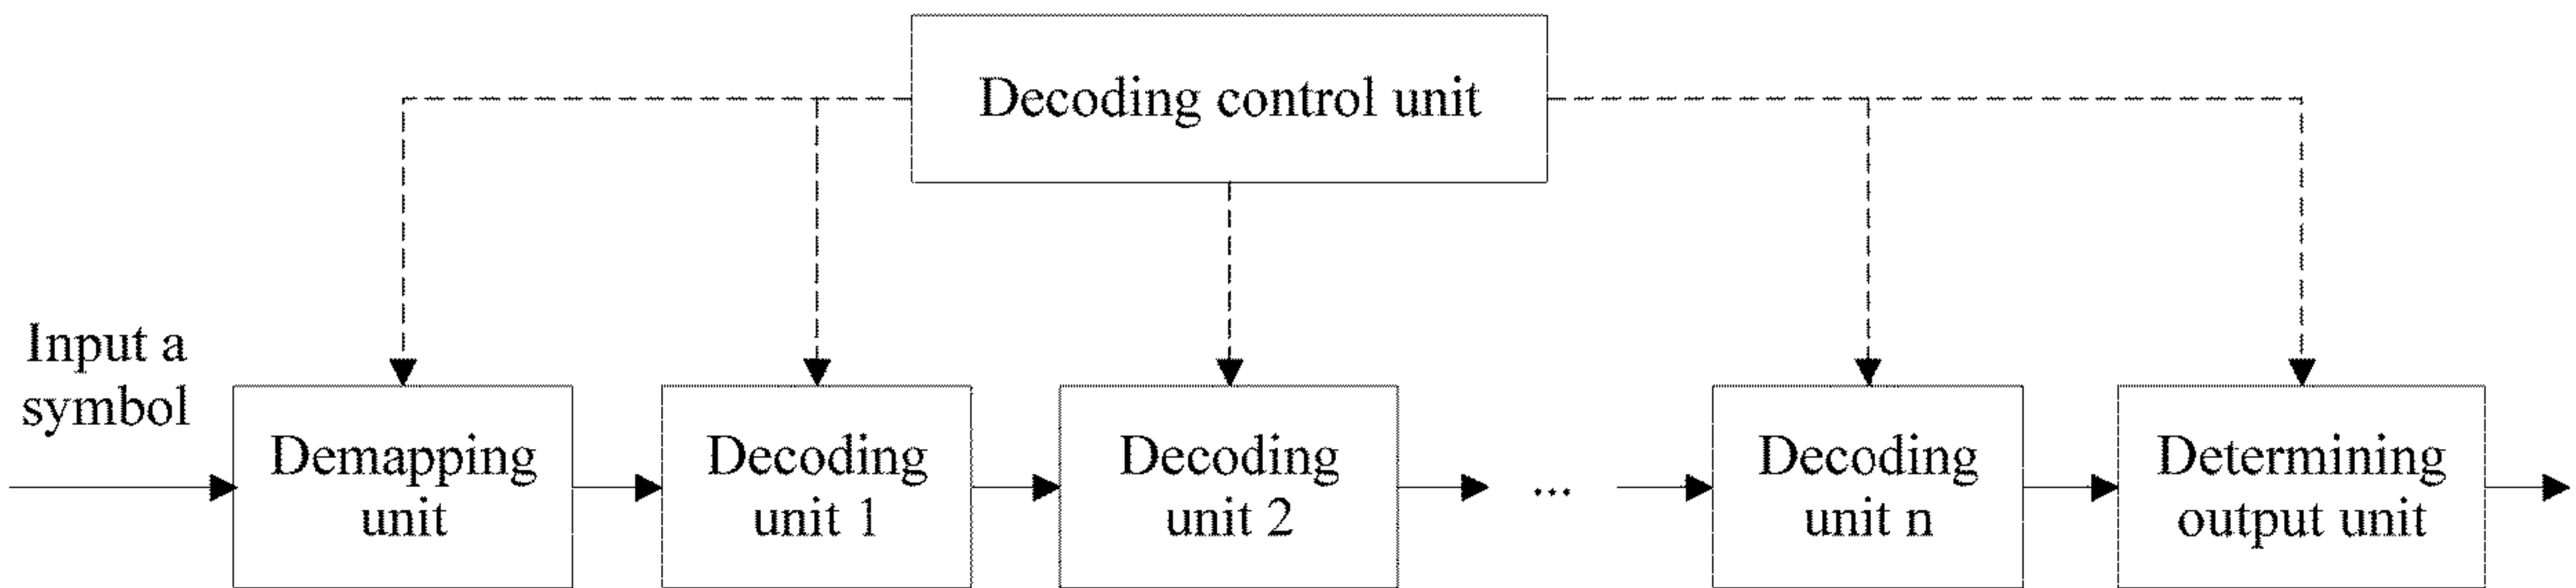 Decoding control unit
Input a
symbol
Demapping
unit
Decoding
unit 1
Decoding
unit 2
...
Decoding
unit n
Determining
output unit